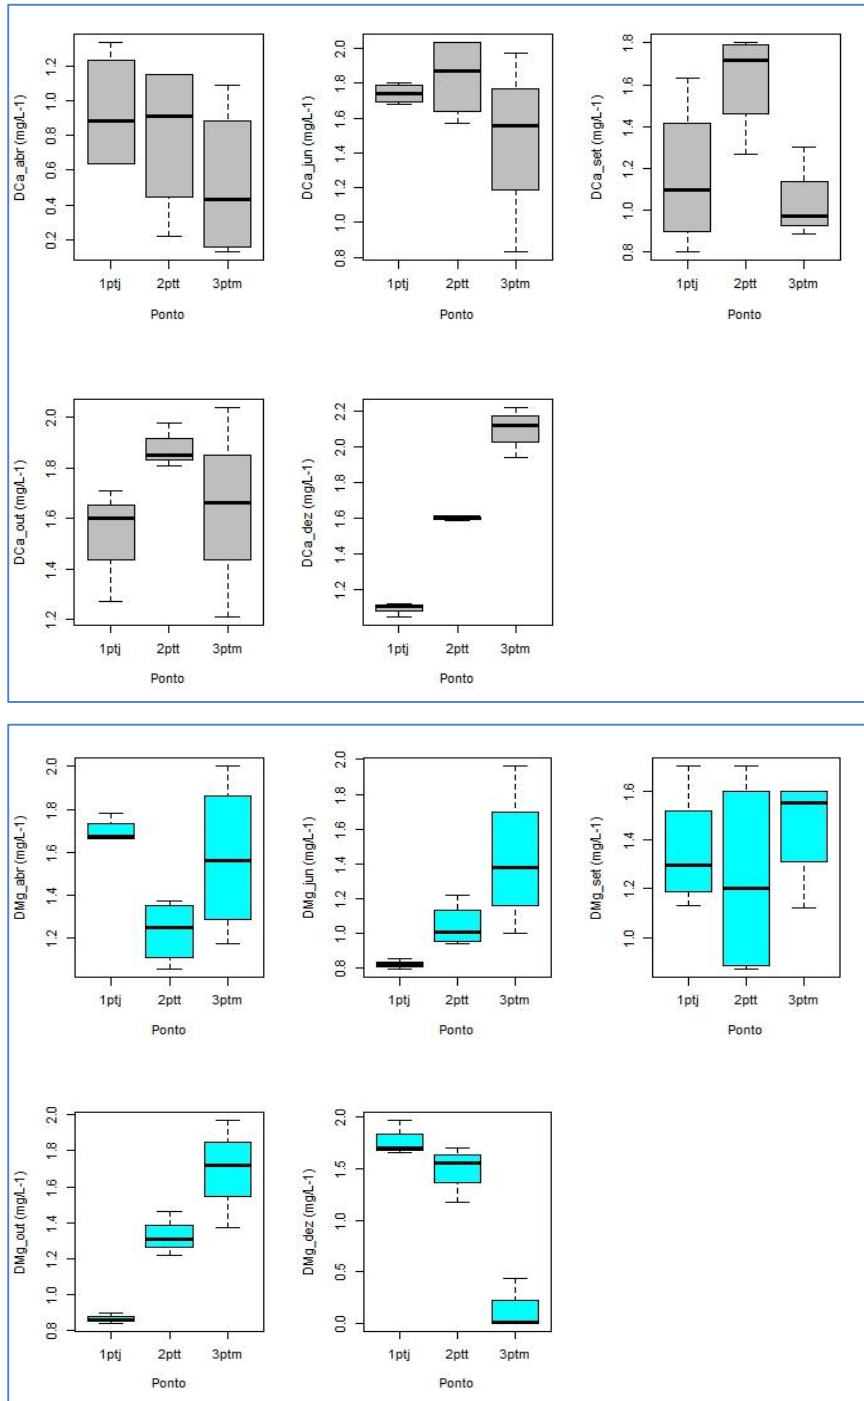 DCa_abr (mg/L-1)
0.2 0.4 0.6 0.8 1.0 1.2
1ptj 2ptt 3ptm
Ponto
DCa_jun (mg/L-1)
0.8 1.0 1.2 1.4 1.6 1.8 2.0
1ptj 2ptt 3ptm
Ponto
DCa_set (mg/L-1)
0.8 1.0 1.2 1.4 1.6 1.8
1ptj 2ptt 3ptm
Ponto
DCa_out (mg/L-1)
1.2 1.4 1.6 1.8 2.0
1ptj 2ptt 3ptm
Ponto
DCa_dez (mg/L-1)
1.2 1.4 1.6 1.8 2.0 2.2
1ptj 2ptt 3ptm
Ponto
DMg_abr (mg/L-1)
1.2 1.4 1.6 1.8 2.0
1ptj 2ptt 3ptm
Ponto
DMg_jun (mg/L-1)
0.8 1.0 1.2 1.4 1.6 1.8 2.0
1ptj 2ptt 3ptm
Ponto
DMg_set (mg/L-1)
1.0 1.2 1.4 1.6
1ptj 2ptt 3ptm
Ponto
DMg_out (mg/L-1)
0.8 1.0 1.2 1.4 1.6 1.8 2.0
1ptj 2ptt 3ptm
Ponto
DMg_dez (mg/L-1)
0.0 0.5 1.0 1.5 2.0
1ptj 2ptt 3ptm
Ponto